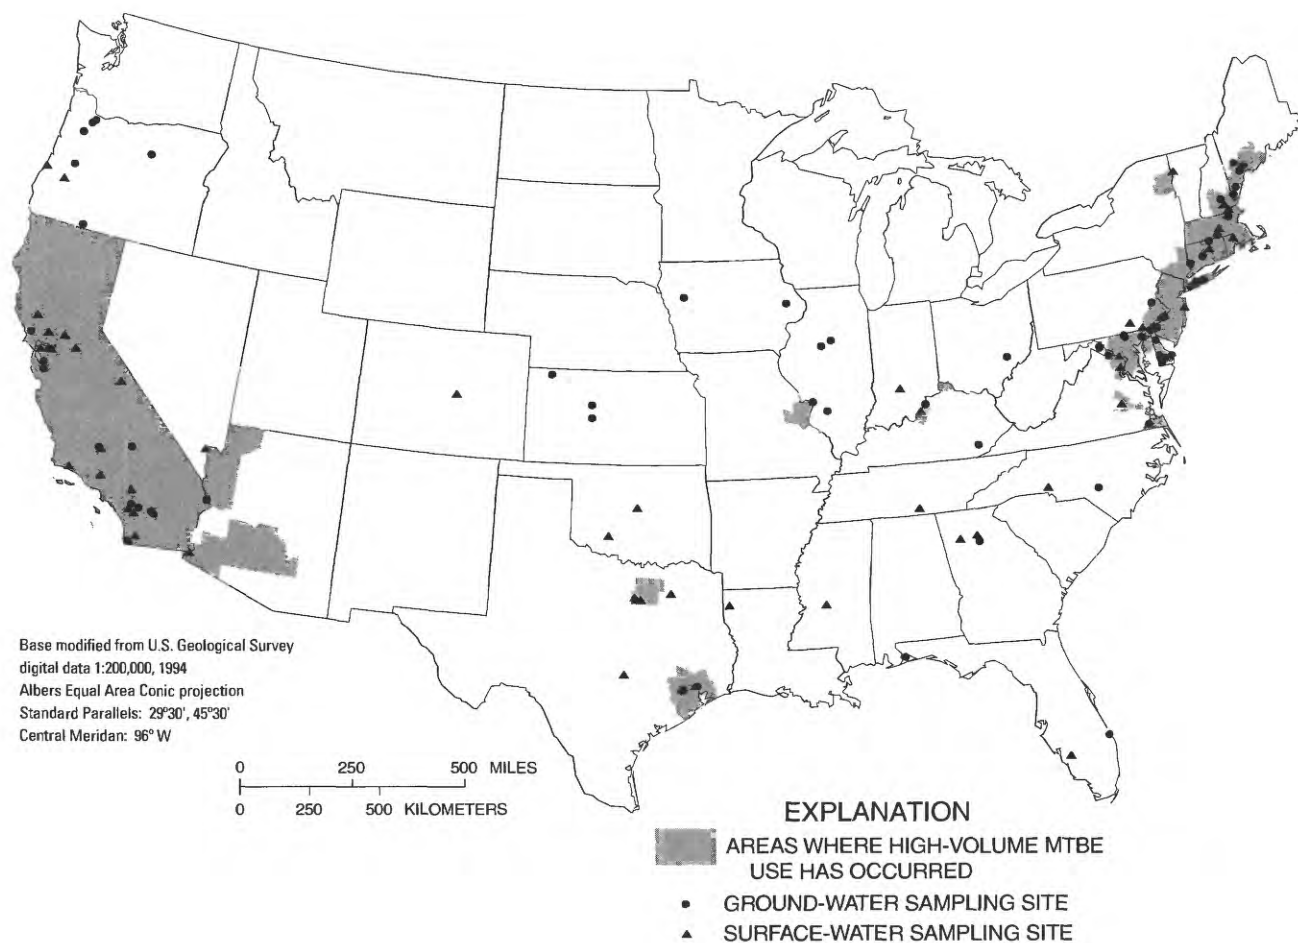 Base modified from U.S. Geological Survey
digital data 1:200,000, 1994
Albers Equal Area Conic projection
Standard Parallels: 29°30', 45°30'
Central Meridan: 96° W
0 250 500 MILES
0 250 500 KILOMETERS
EXPLANATION
AREAS WHERE HIGH-VOLUME MTBE
USE HAS OCCURRED
GROUND-WATER SAMPLING SITE
SURFACE-WATER SAMPLING SITE